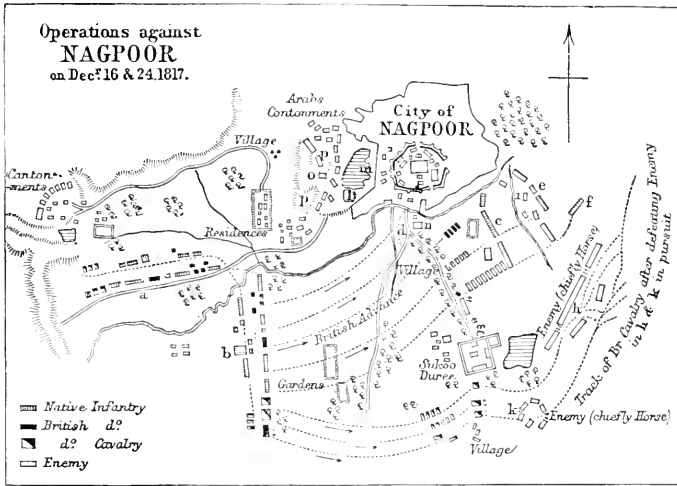 Operations against
NAGPOOR
on Decr. 16 & 24. 1817.
Arabs
Contonments
City of
NAGPOOR
Village
Canton-
ments
p
o
m
p
Residences
e
f
n
c
d
Village
a
a
British Advance
Enemy (chiefly Horse)
h
Track of Br Cavalry after defeating Enemy
in h & k in pursuit
b
Sukoo
Duree
Gardens
k
Enemy (chiefly Horse)
Village
Native Infantry
British do.
do. Cavalry
Enemy